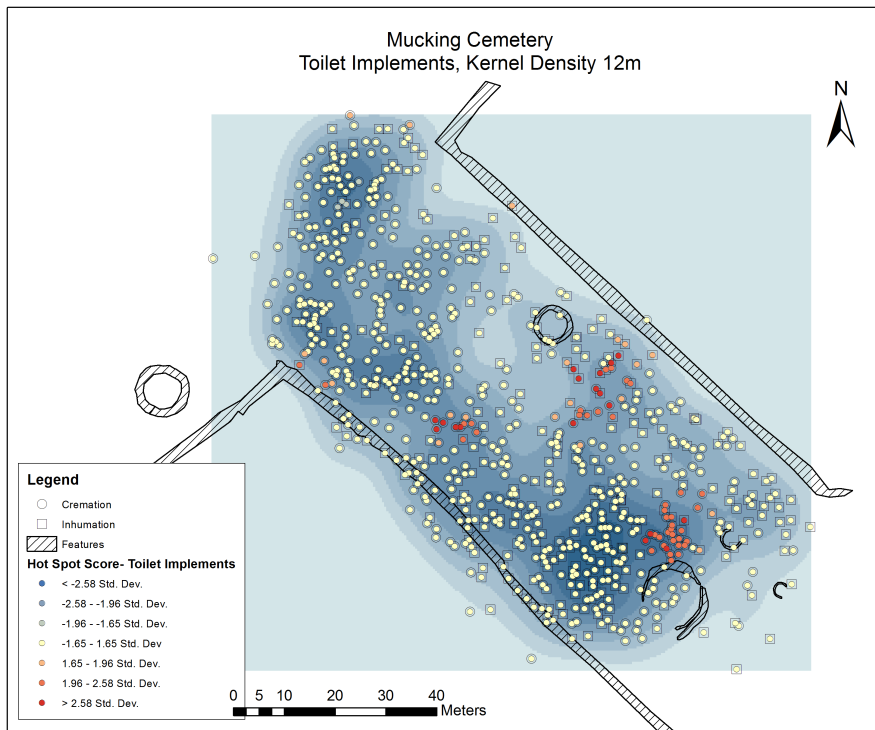 Mucking Cemetery
Toilet Implements, Kernel Density 12m
N
Legend
Cremation
Inhumation
Features
Hot Spot Score- Toilet Implements
< -2.58 Std. Dev.
-2.58 - -1.96 Std. Dev.
-1.96 - -1.65 Std. Dev.
-1.65 - 1.65 Std. Dev
1.65 - 1.96 Std. Dev.
1.96 - 2.58 Std. Dev.
> 2.58 Std. Dev.
0 5 10 20 30 40
Meters